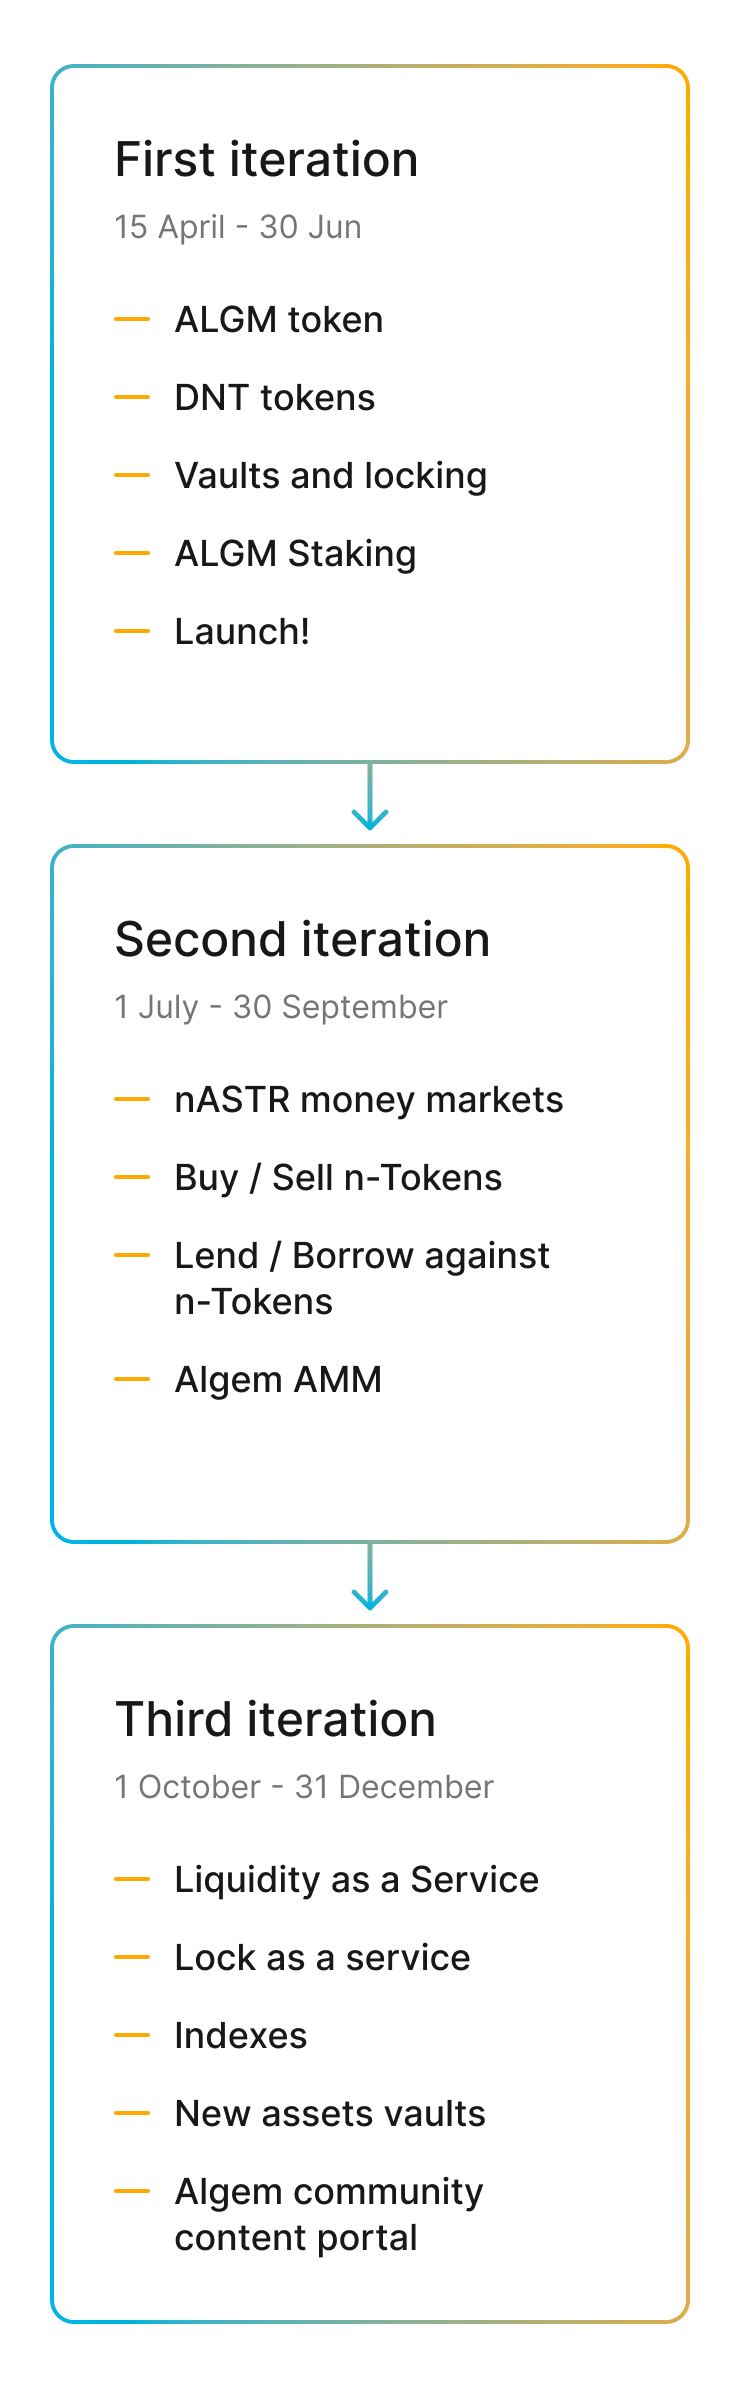 First iteration
15 April - 30 Jun
ALGM token
DNT tokens
Vaults and locking
ALGM Staking
Launch!
Second iteration
1 July - 30 September
nASTR money markets
Buy / Sell n-Tokens
Lend / Borrow against
n-Tokens
Algem AMM
Third iteration
1 October - 31 December
Liquidity as a Service
Lock as a service
Indexes
New assets vaults
Algem community
content portal